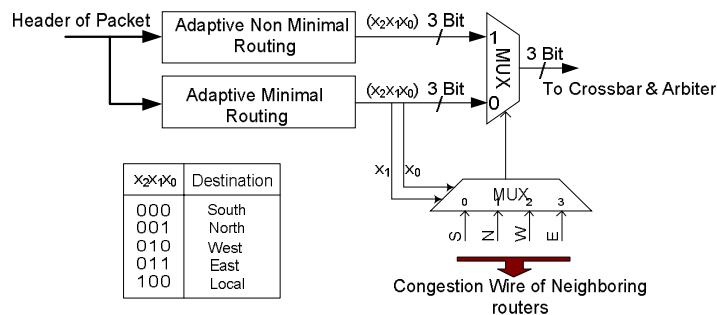 Header of Packet
Adaptive Non Minimal
Routing
(x₂x₁x₀) 3 Bit
1
MUX
0
3 Bit
To Crossbar & Arbiter
Adaptive Minimal
Routing
(x₂x₁x₀) 3 Bit
x₁ x₀
MUX
0 1 2 3
S N W E
Congestion Wire of Neighboring
routers
x₂x₁x₀ Destination
000 South
001 North
010 West
011 East
100 Local